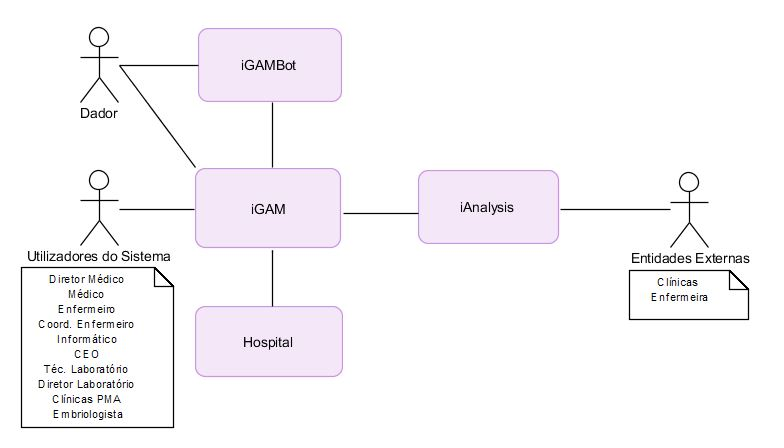 iGAMBot
Dador
iGAM
iAnalysis
Utilizadores do Sistema
Diretor Médico
Médico
Enfermeiro
Coord. Enfermeiro
Informático
CEO
Téc. Laboratório
Diretor Laboratório
Clínicas PMA
Embriologista
Entidades Externas
Clínicas
Enfermeira
Hospital